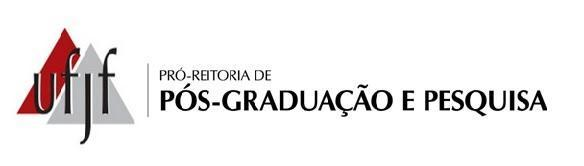 ufjf
PRÓ-REITORIA DE
PÓS-GRADUAÇÃO E PESQUISA